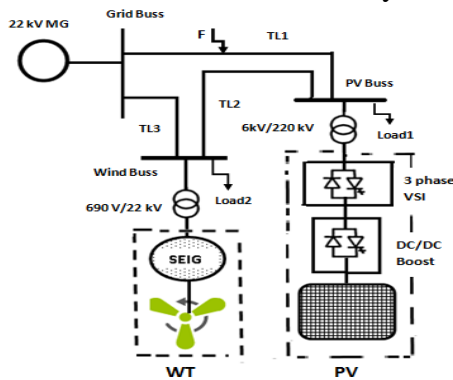 Grid Buss
22 kV MG
F
TL1
PV Buss
TL2
6kV/220 kV
Load1
TL3
Wind Buss
3 phase
VSI
Load2
690 V/22 kV
DC/DC
Boost
SEIG
WT
PV